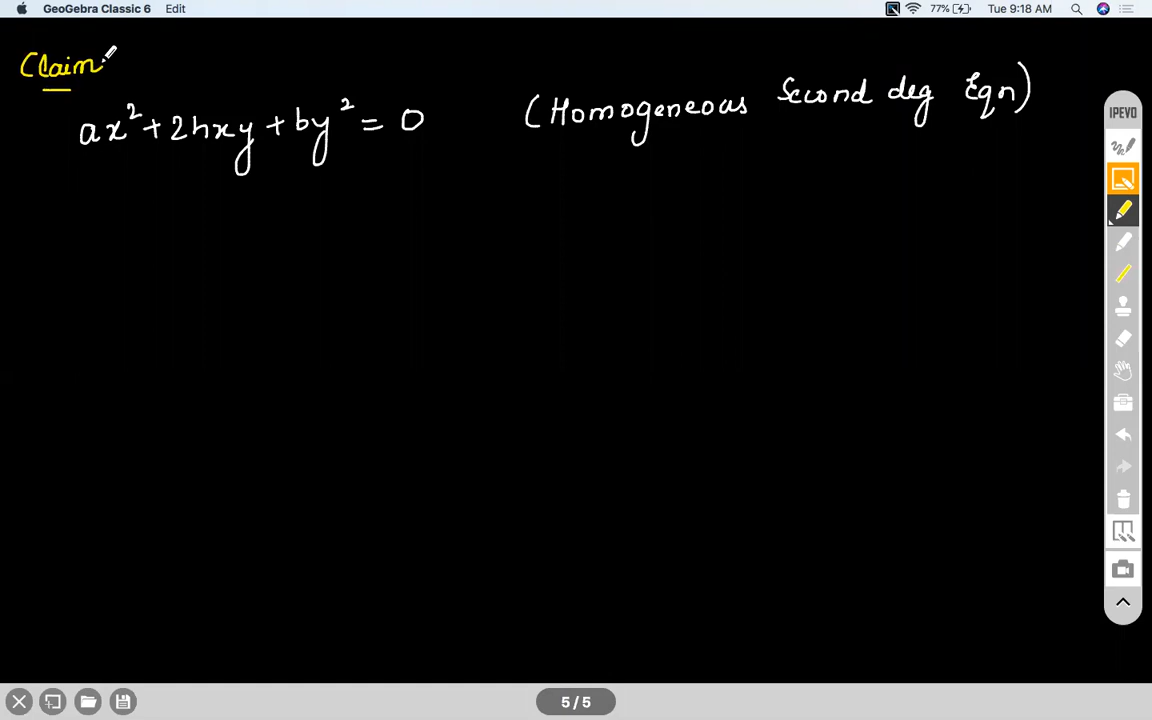 GeoGebra Classic 6 Edit 77% Tue 9:18 AM
Claim
ax² + 2hxy + by² = 0 (Homogeneous Second deg Eqn)
IPEVO
5 / 5